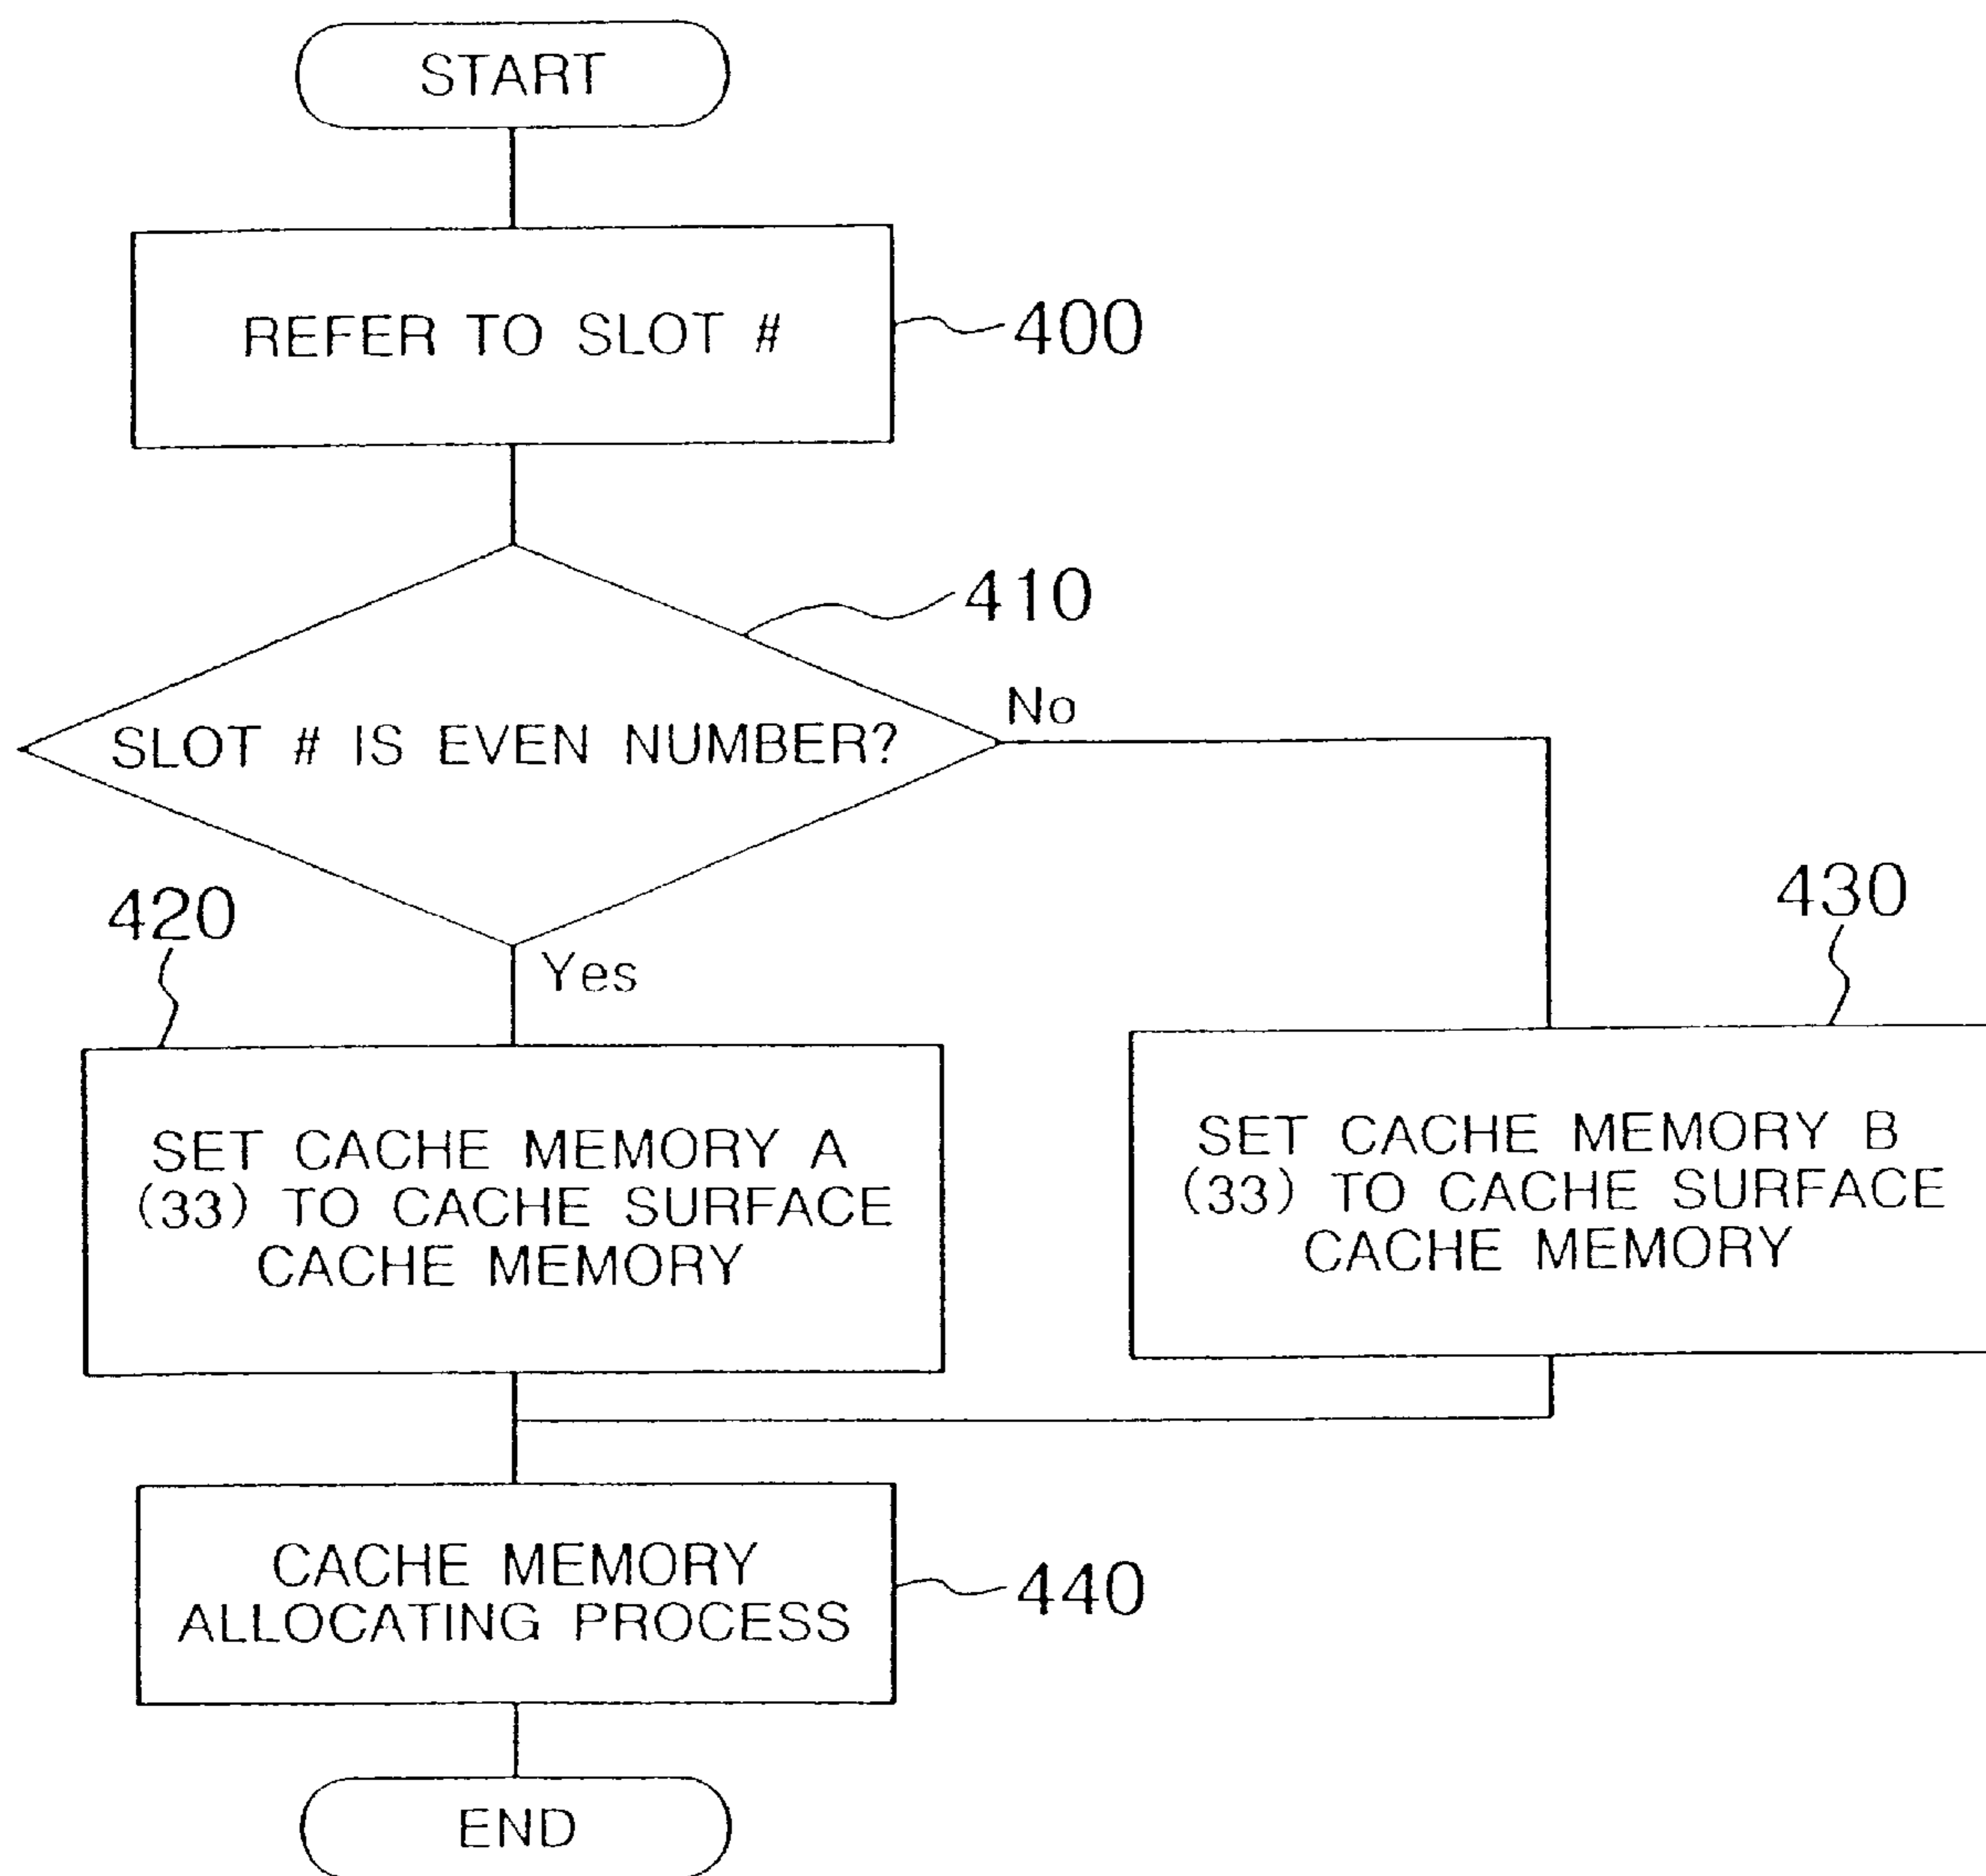 START
REFER TO SLOT #
400
410
SLOT # IS EVEN NUMBER?
No
Yes
420
430
SET CACHE MEMORY A
(33) TO CACHE SURFACE
CACHE MEMORY
SET CACHE MEMORY B
(33) TO CACHE SURFACE
CACHE MEMORY
CACHE MEMORY
ALLOCATING PROCESS
440
END